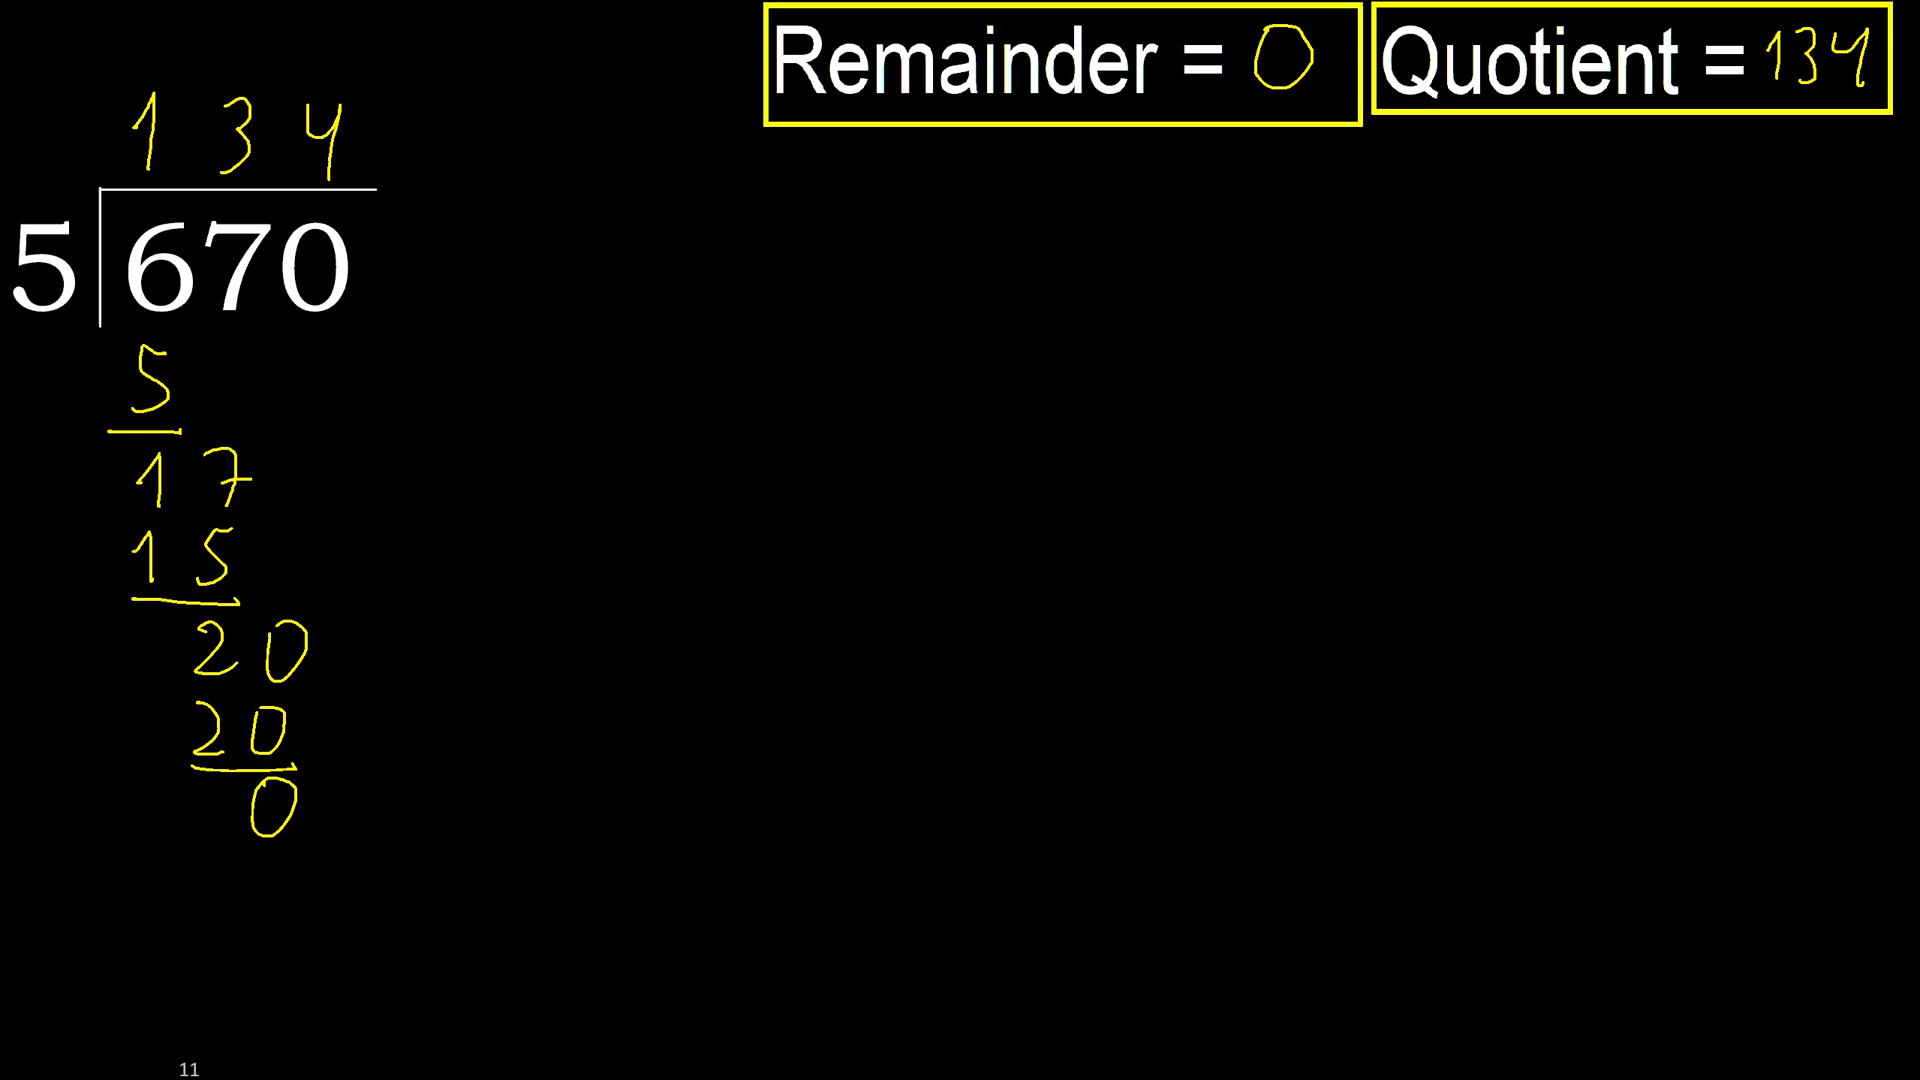 Remainder = 0
Quotient = 134
1 3 4
5 670
5
1 7
1 5
2 0
2 0
0
11